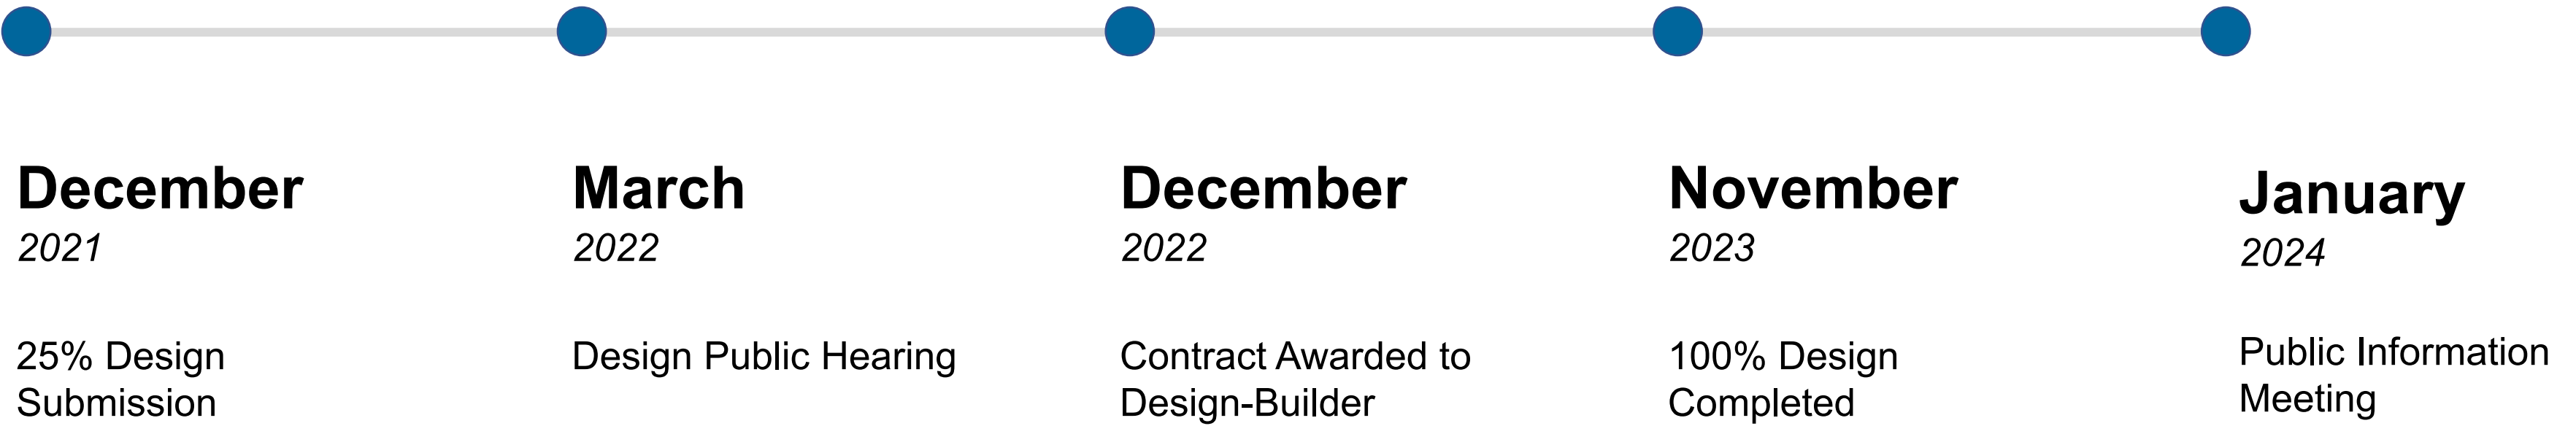 December
2021
25% Design
Submission
March
2022
Design Public Hearing
December
2022
Contract Awarded to
Design-Builder
November
2023
100% Design
Completed
January
2024
Public Information
Meeting